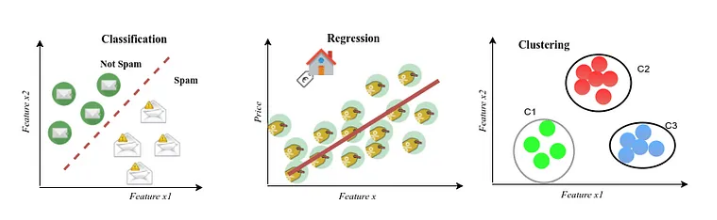 Classification
Not Spam
Spam
Feature x2
Feature x1
Regression
Price
Feature x
Clustering
C2
C1
C3
Feature x2
Feature x1